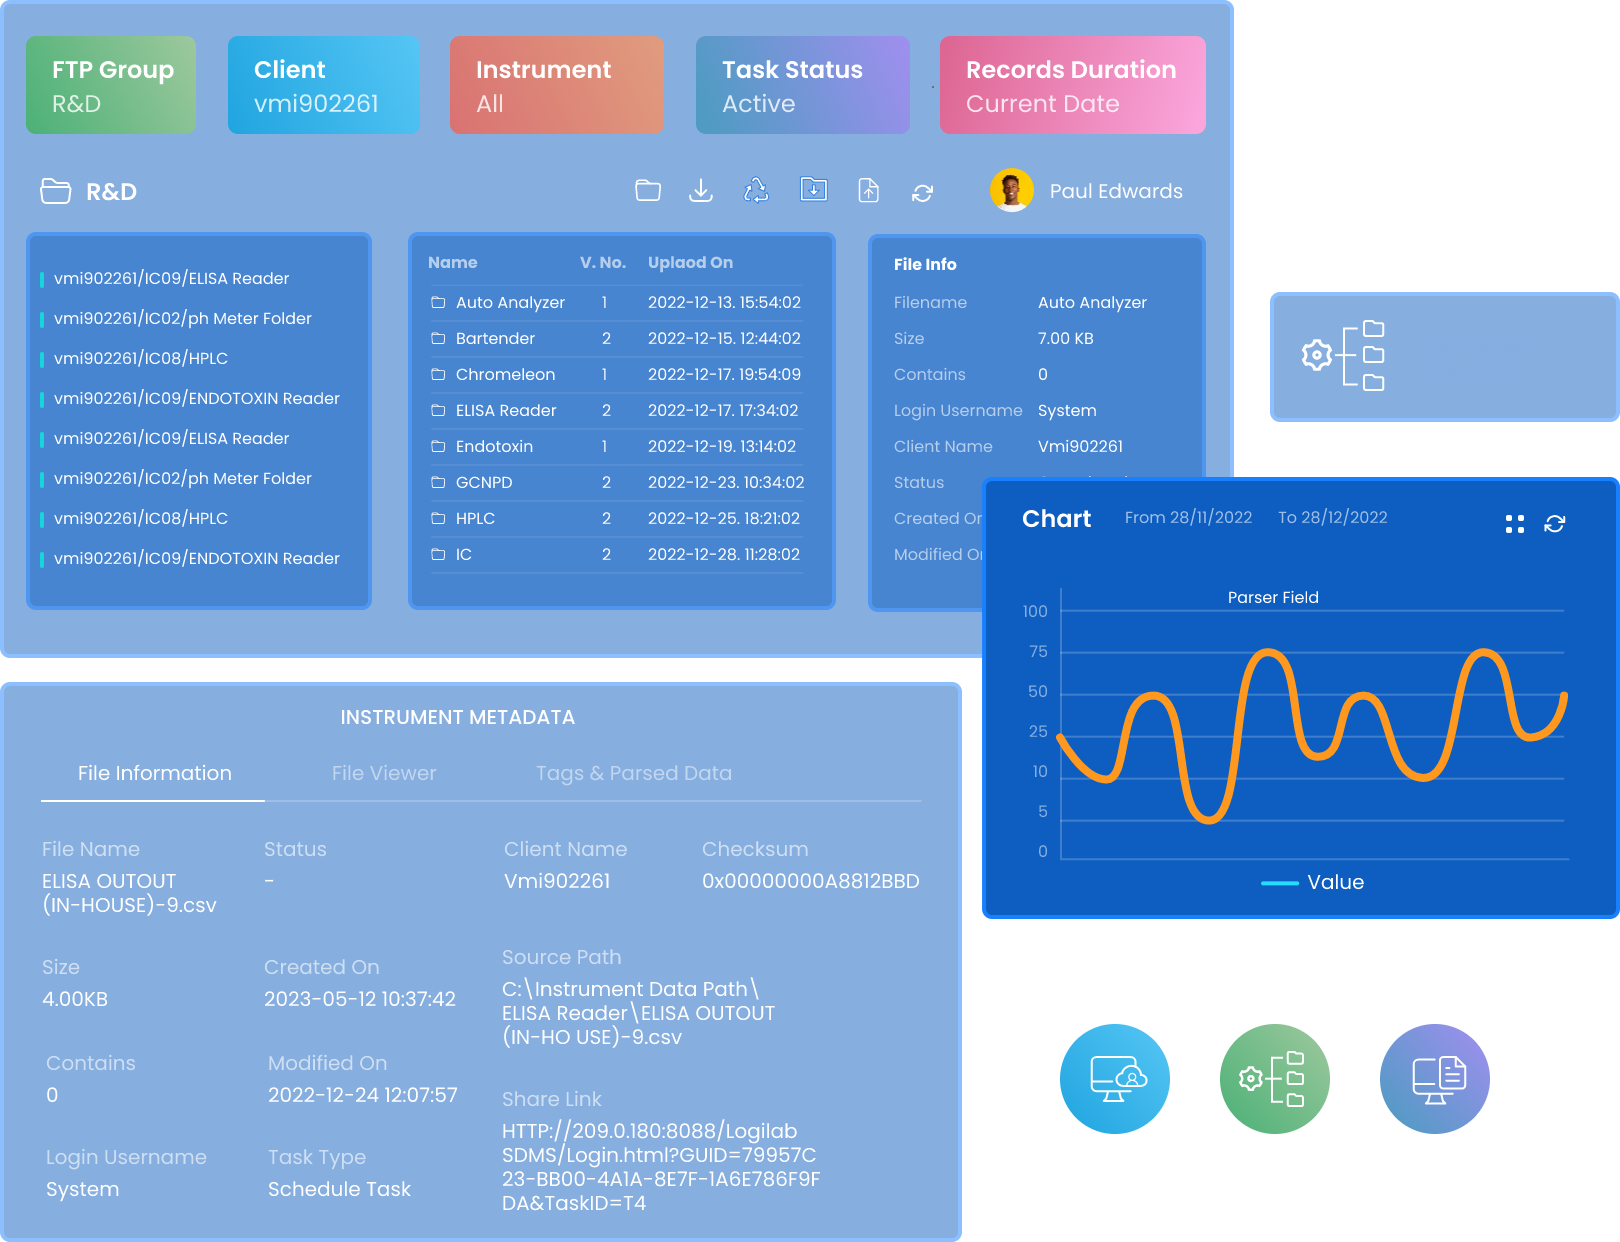 FTP Group
R&D
Client
vmi902261
Instrument
All
Task Status
Active
Records Duration
Current Date
R&D
Paul Edwards
vmi902261/IC09/ELISA Reader
vmi902261/IC02/ph Meter Folder
vmi902261/IC08/HPLC
vmi902261/IC09/ENDOTOXIN Reader
vmi902261/IC09/ELISA Reader
vmi902261/IC02/ph Meter Folder
vmi902261/IC08/HPLC
vmi902261/IC09/ENDOTOXIN Reader
Name V. No. Uplaod On
Auto Analyzer 1 2022-12-13. 15:54:02
Bartender 2 2022-12-15. 12:44:02
Chromeleon 1 2022-12-17. 19:54:09
ELISA Reader 2 2022-12-17. 17:34:02
Endotoxin 1 2022-12-19. 13:14:02
GCNPD 2 2022-12-23. 10:34:02
HPLC 2 2022-12-25. 18:21:02
IC 2 2022-12-28. 11:28:02
File Info
Filename Auto Analyzer
Size 7.00 KB
Contains 0
Login Username System
Client Name Vmi902261
Status
Created On
Modified On
Chart From 28/11/2022 To 28/12/2022
Parser Field
100
75
50
25
10
5
0
Value
INSTRUMENT METADATA
File Information File Viewer Tags & Parsed Data
File Name
ELISA OUTOUT
(IN-HOUSE)-9.csv
Status
-
Client Name
Vmi902261
Checksum
0x00000000A8812BBD
Size
4.00KB
Created On
2023-05-12 10:37:42
Source Path
C:\Instrument Data Path\
ELISA Reader\ELISA OUTOUT
(IN-HO USE)-9.csv
Contains
0
Modified On
2022-12-24 12:07:57
Share Link
HTTP://209.0.180:8088/Logilab
SDMS/Login.html?GUID=79957C
23-BB00-4A1A-8E7F-1A6E786F9F
DA&TaskID=T4
Login Username
System
Task Type
Schedule Task